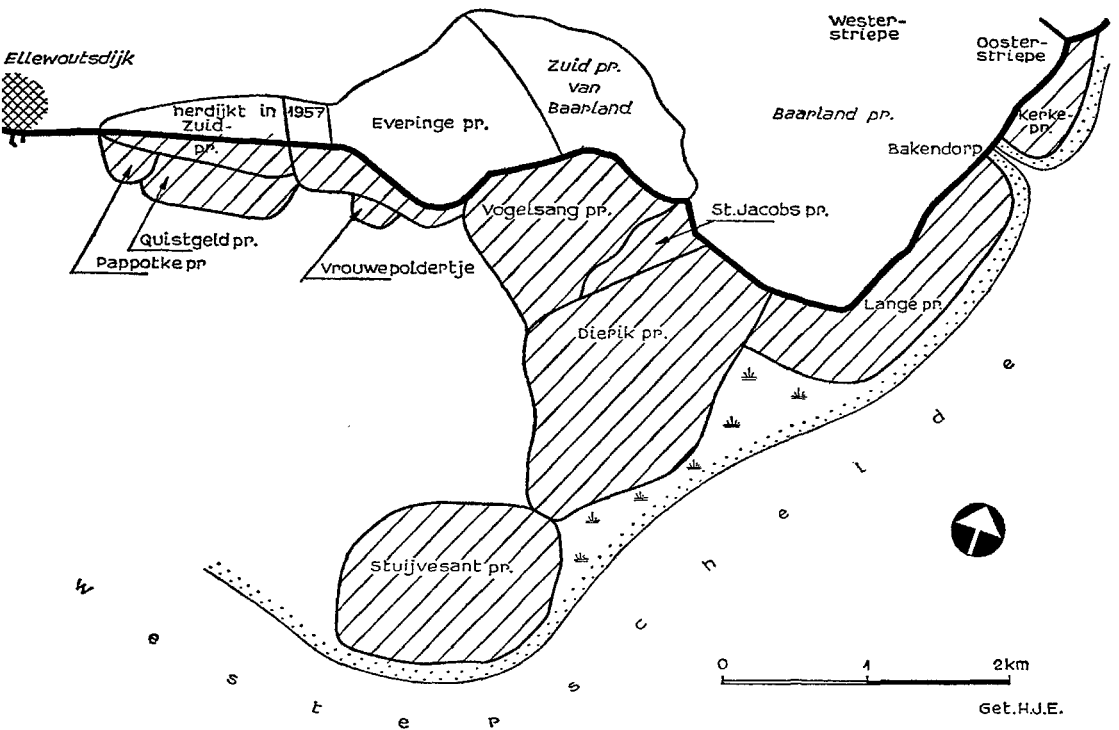 Ellewoutsdijk
herdijkt in 1957
Zuid-
pr.
Everinge pr.
Zuid pr.
van
Baarland
Wester-
striepe
Ooster-
striepe
Baarland pr.
Kerke-
pr.
Bakendorp
Vogelsang pr.
St.Jacobs pr.
Quistgeld pr.
Pappotke pr
Vrouwepoldertje
Dierik pr.
Lange pr.
Stuijvesant pr.
Westerschelde
0 1 2km
Get.H.J.E.